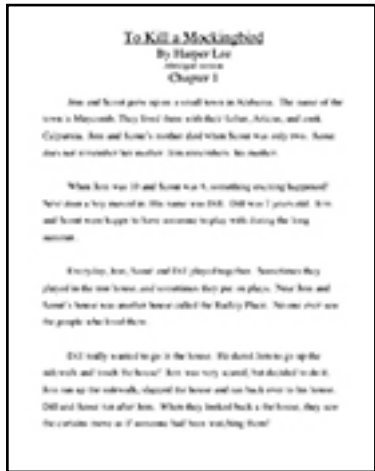 To Kill a Mockingbird
By Harper Lee
Abridged version
Chapter 1
Jem and Scout grew up on a small town in Alabama. The name of the
town is Maycomb. They lived there with their father, Atticus, and cook
Calpurnia. Jem and Scout's mother died when Scout was only two. Scout
does not remember her mother. Jem remembers his mother.
When Jem was 10 and Scout was 6, something exciting happened!
Next door a boy moved in. His name was Dill. Dill was 7 years old. Jem
and Scout were happy to have someone to play with during the long
summer.
Everyday, Jem, Scout and Dill played together. Sometimes they
played in the tree house, and sometimes they put on plays. Near Jem and
Scout's house was another house called the Radley Place. No one ever saw
the people who lived there.
Dill really wanted to go in the house. He dared Jem to go up the
sidewalk and touch the house! Jem was very scared, but decided to do it.
Jem ran up the sidewalk, slapped the house and ran back over to his house.
Dill and Scout ran after Jem. When they looked back a the house, they saw
the curtains move as if someone had been watching them!